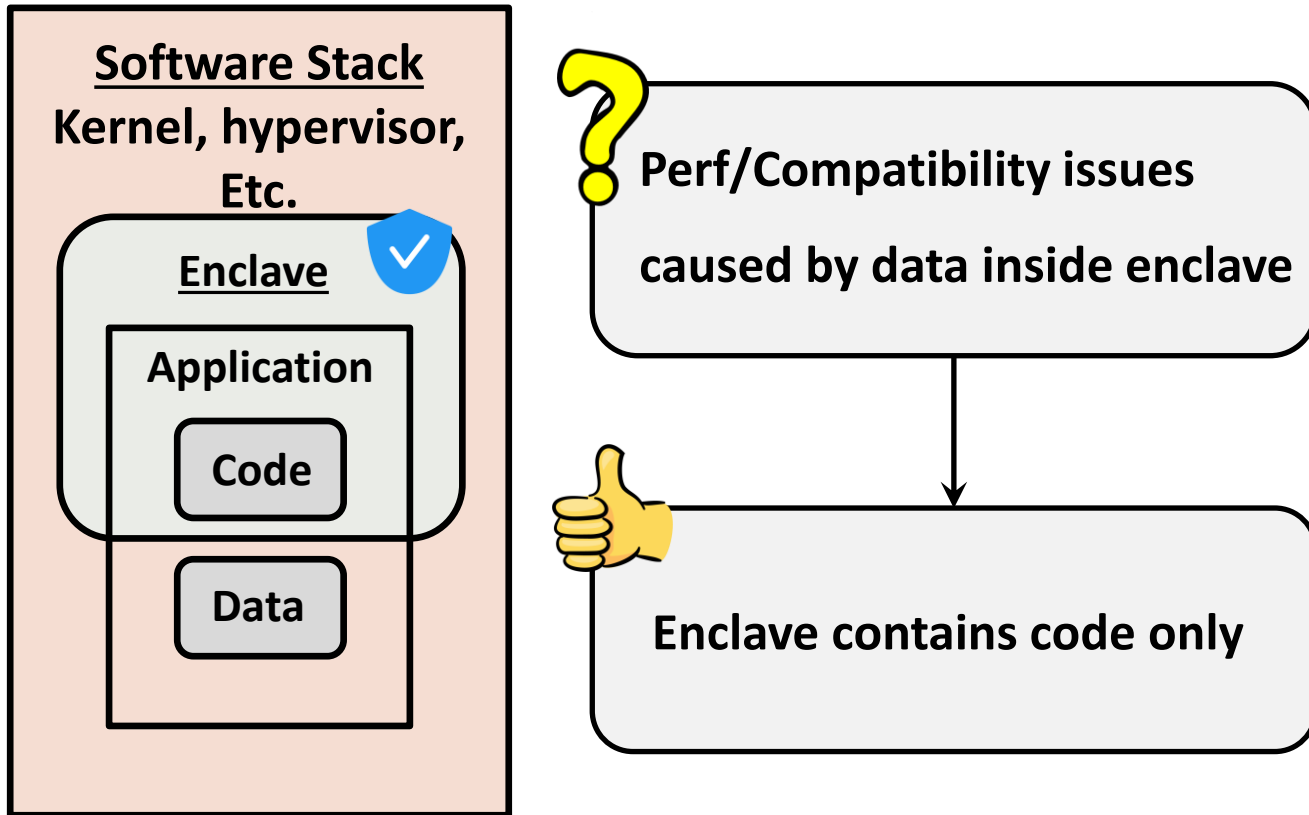 Software Stack
Kernel, hypervisor,
Etc.
Enclave
Application
Code
Data
Perf/Compatibility issues
caused by data inside enclave
Enclave contains code only